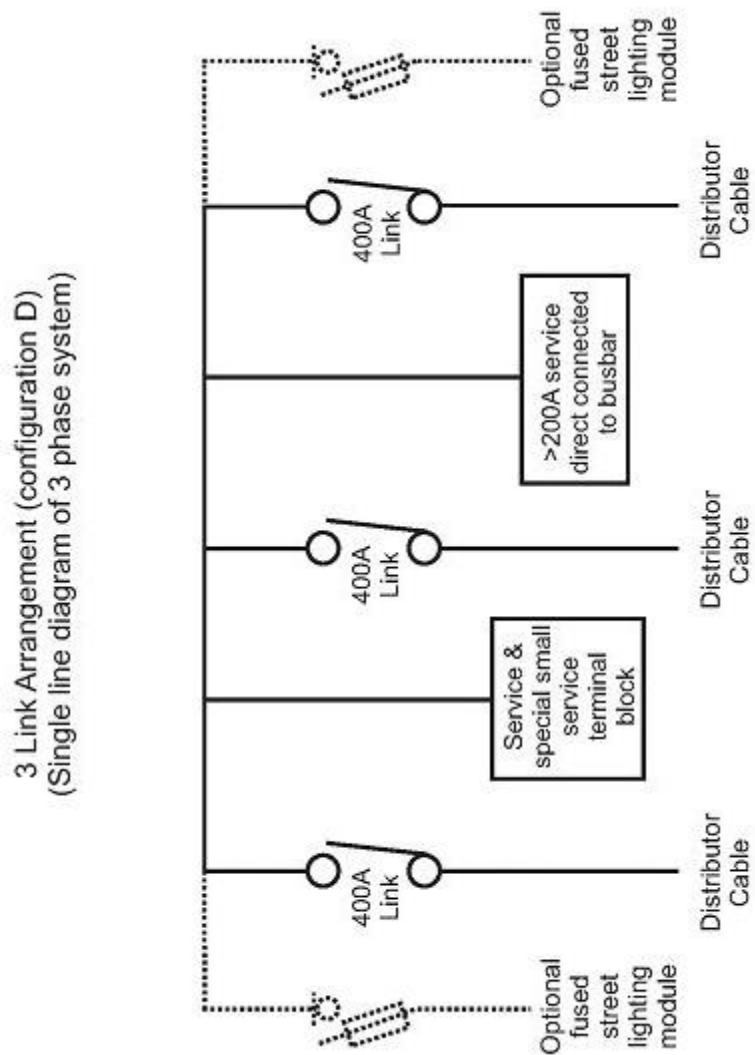 3 Link Arrangement (configuration D)
(Single line diagram of 3 phase system)
400A
Link
400A
Link
400A
Link
Service &
special small
service
terminal
block
>200A service
direct connected
to busbar
Optional
fused
street
lighting
module
Distributor
Cable
Distributor
Cable
Distributor
Cable
Optional
fused
street
lighting
module